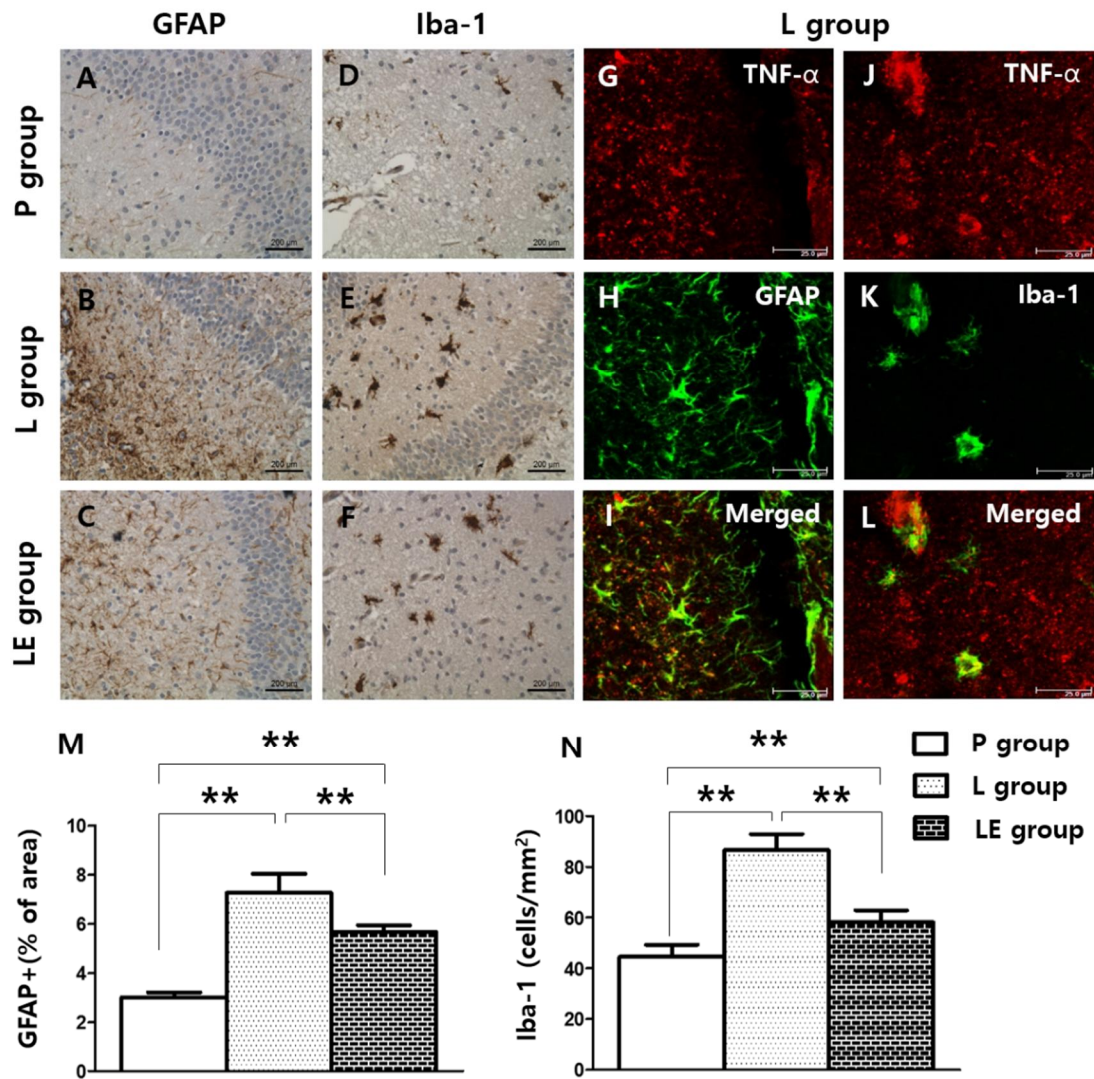 GFAP Iba-1 L group
P group
A
200 μm
D
200 μm
G TNF-α
25.0 μm
J TNF-α
25.0 μm
L group
B
200 μm
E
200 μm
H GFAP
25.0 μm
K Iba-1
25.0 μm
LE group
C
200 μm
F
200 μm
I Merged
25.0 μm
L Merged
25.0 μm
M
**
** **
GFAP+(% of area)
10
8
6
4
2
0
N
**
** **
Iba-1 (cells/mm²)
100
80
60
40
20
0
P group
L group
LE group